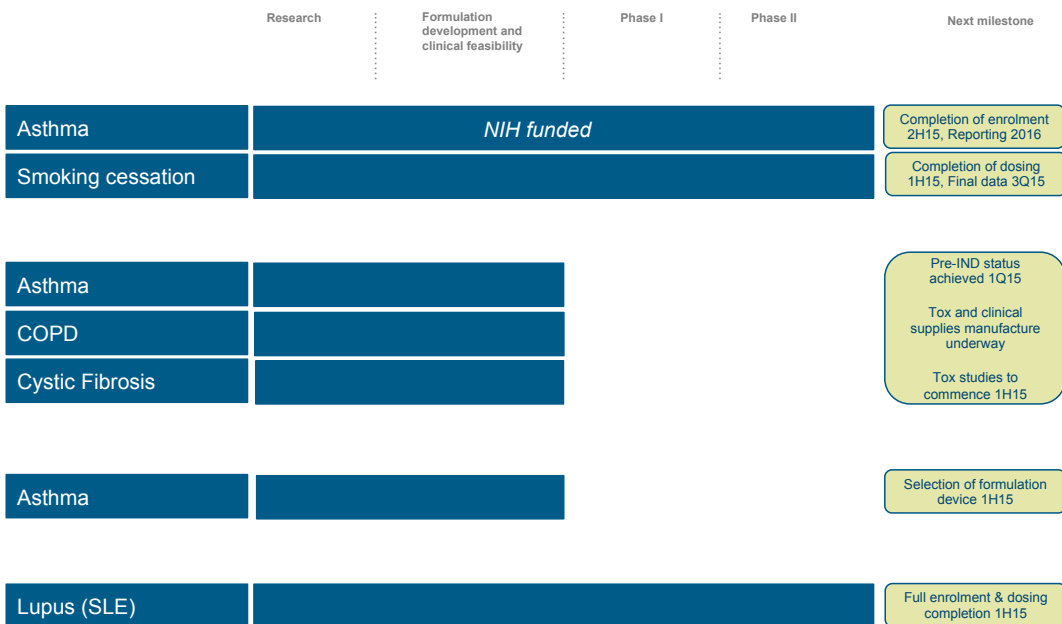 Research
Formulation
development and
clinical feasibility
Phase I
Phase II
Next milestone
Asthma
NIH funded
Completion of enrolment
2H15, Reporting 2016
Smoking cessation
Completion of dosing
1H15, Final data 3Q15
Asthma
COPD
Cystic Fibrosis
Pre-IND status
achieved 1Q15
Tox and clinical
supplies manufacture
underway
Tox studies to
commence 1H15
Asthma
Selection of formulation
device 1H15
Lupus (SLE)
Full enrolment & dosing
completion 1H15